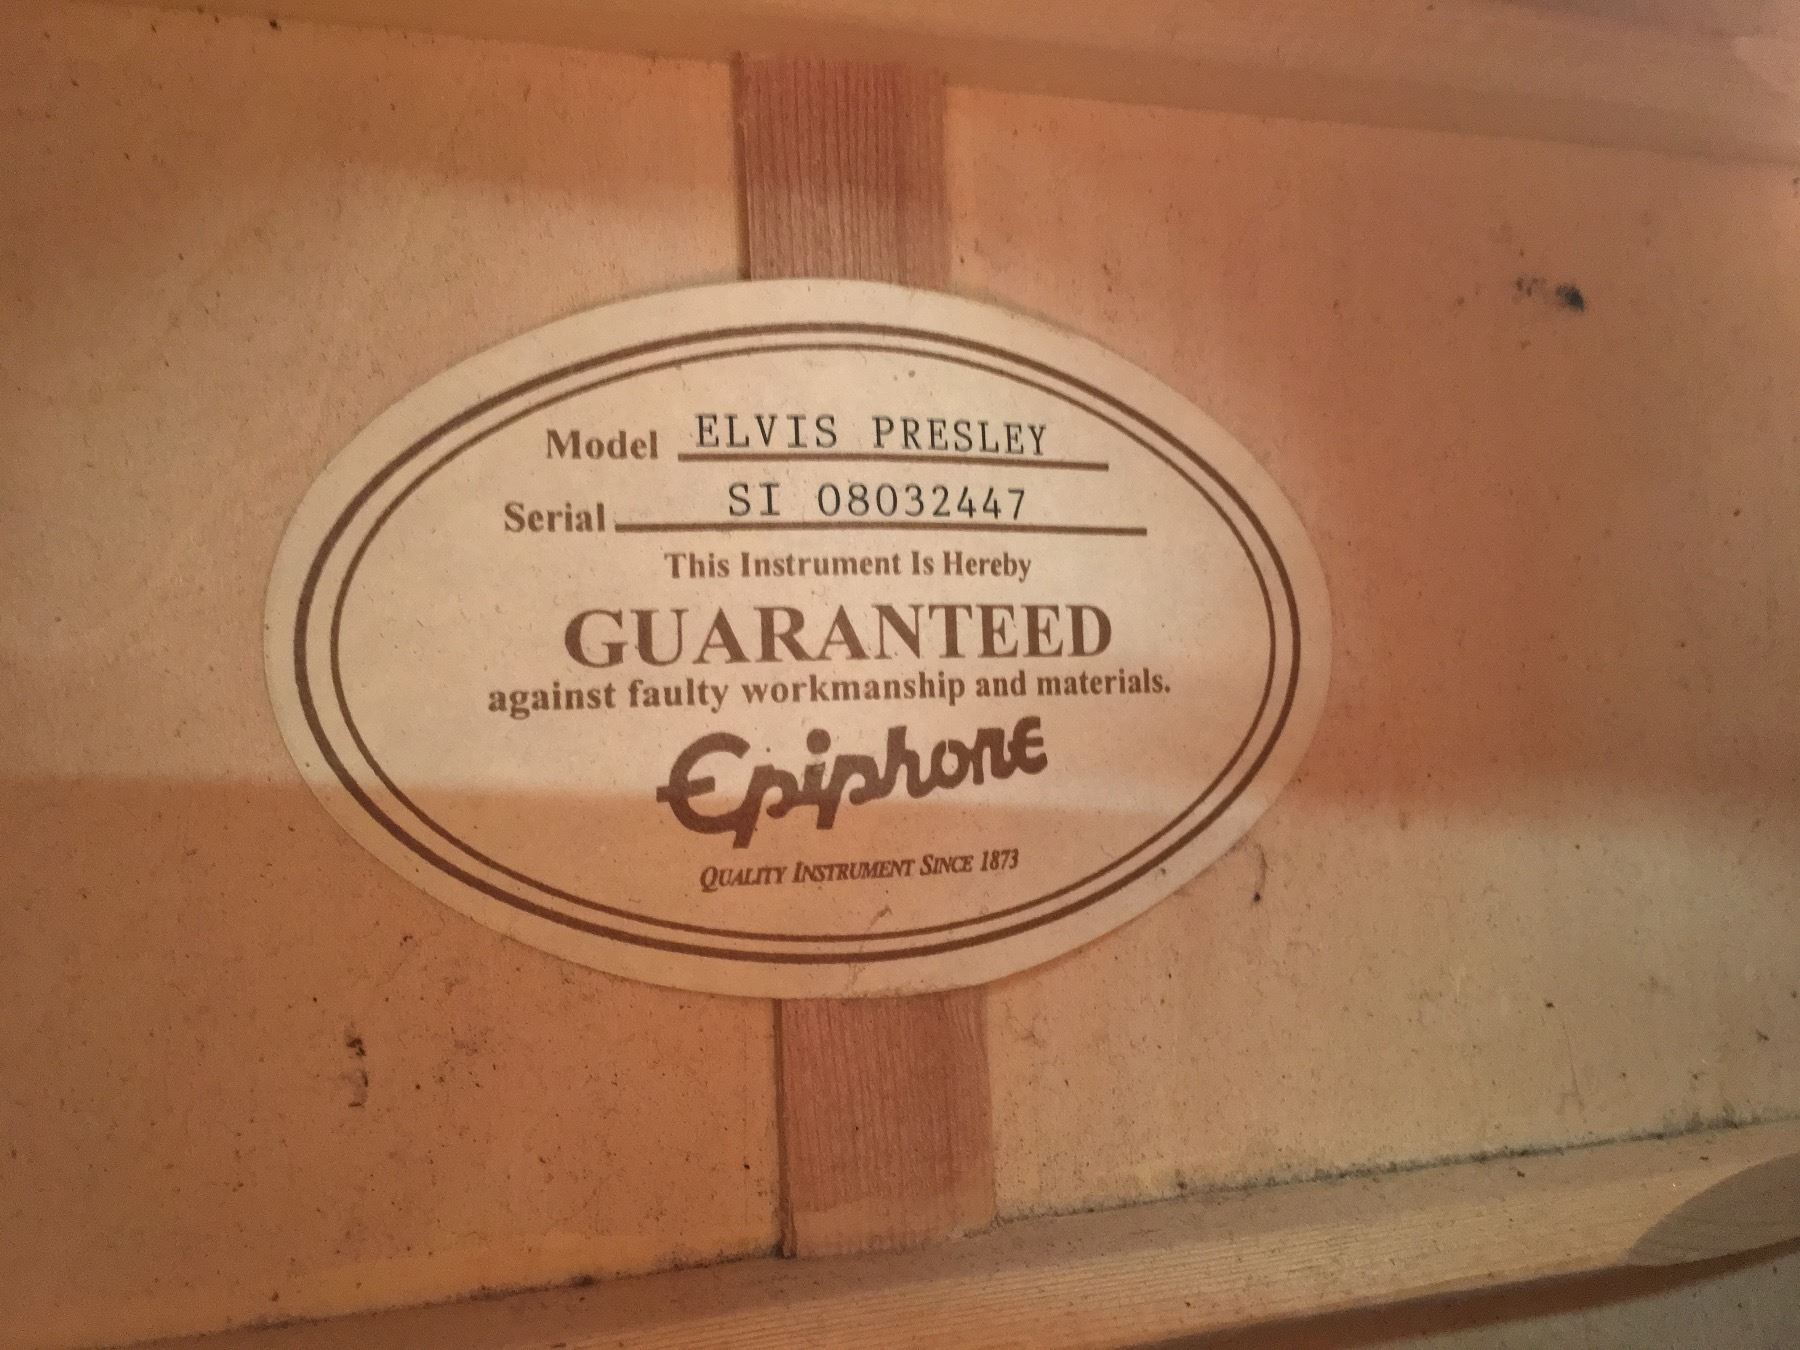 Model ELVIS PRESLEY
Serial SI 08032447
This Instrument Is Hereby
GUARANTEED
against faulty workmanship and materials.
Epiphone
QUALITY INSTRUMENT SINCE 1873